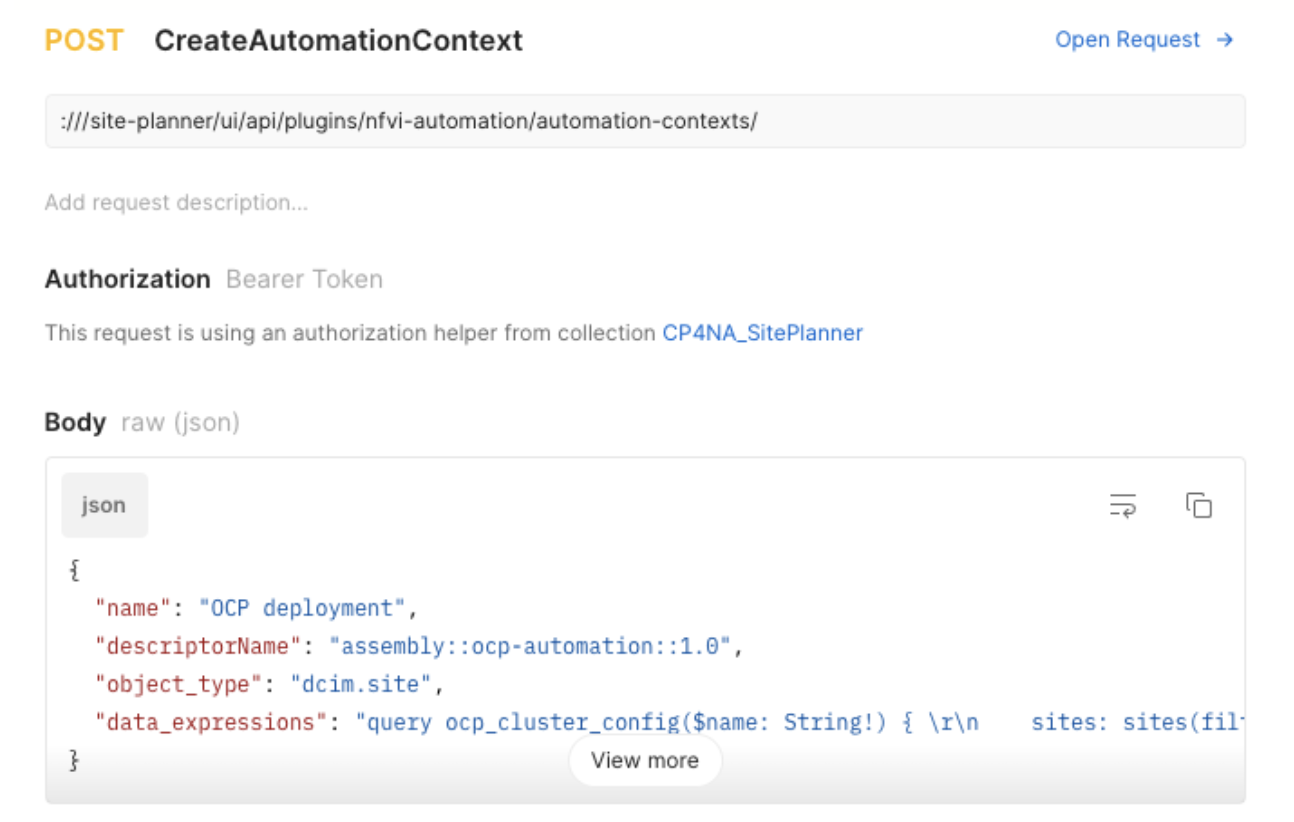 POST CreateAutomationContext
Open Request →
:///site-planner/ui/api/plugins/nfvi-automation/automation-contexts/
Add request description...
Authorization Bearer Token
This request is using an authorization helper from collection CP4NA_SitePlanner
Body raw (json)
json
{
"name": "OCP deployment",
"descriptorName": "assembly::ocp-automation::1.0",
"object_type": "dcim.site",
"data_expressions": "query ocp_cluster_config($name: String!) { \r\n    sites: sites(fil
}
View more